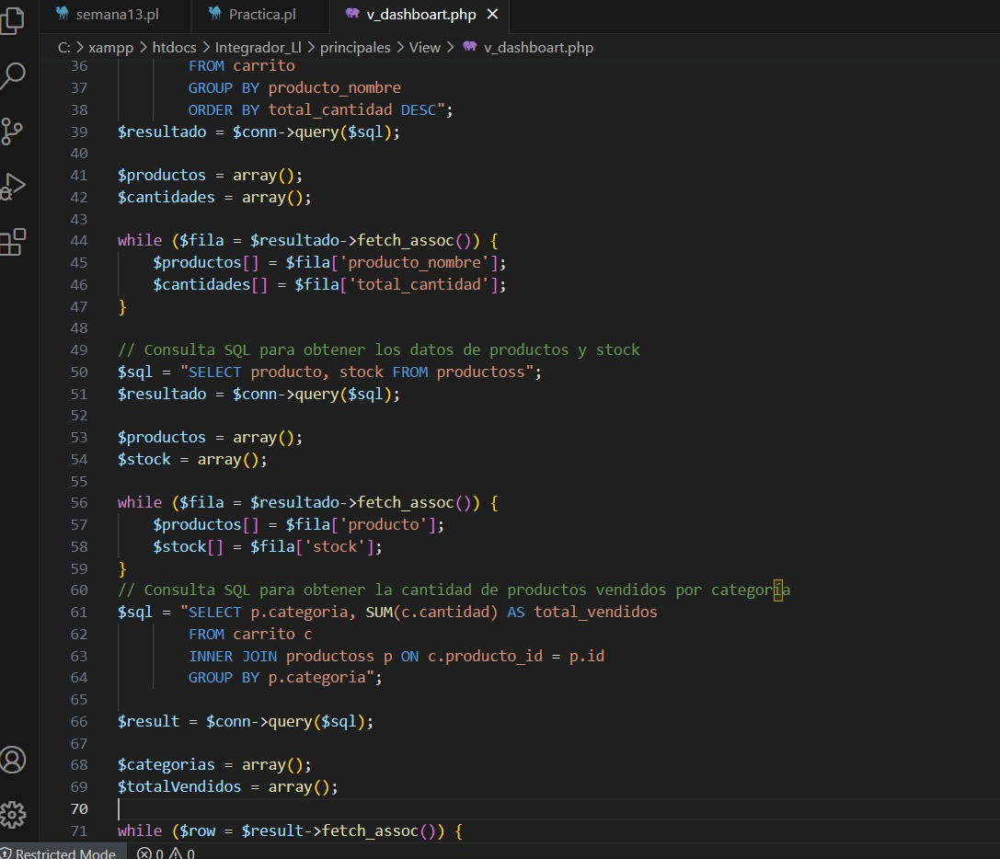 semana13.pl Practica.pl v_dashboart.php
C: > xampp > htdocs > Integrador_Ll > principales > View > v_dashboart.php
36 FROM carrito
37 GROUP BY producto_nombre
38 ORDER BY total_cantidad DESC";
39 $resultado = $conn->query($sql);
40
41 $productos = array();
42 $cantidades = array();
43
44 while ($fila = $resultado->fetch_assoc()) {
45 $productos[] = $fila['producto_nombre'];
46 $cantidades[] = $fila['total_cantidad'];
47 }
48
49 // Consulta SQL para obtener los datos de productos y stock
50 $sql = "SELECT producto, stock FROM productoss";
51 $resultado = $conn->query($sql);
52
53 $productos = array();
54 $stock = array();
55
56 while ($fila = $resultado->fetch_assoc()) {
57 $productos[] = $fila['producto'];
58 $stock[] = $fila['stock'];
59 }
60 // Consulta SQL para obtener la cantidad de productos vendidos por categoría
61 $sql = "SELECT p.categoria, SUM(c.cantidad) AS total_vendidos
62 FROM carrito c
63 INNER JOIN productoss p ON c.producto_id = p.id
64 GROUP BY p.categoria";
65
66 $result = $conn->query($sql);
67
68 $categorias = array();
69 $totalVendidos = array();
70
71 while ($row = $result->fetch_assoc()) {
Restricted Mode 0 0